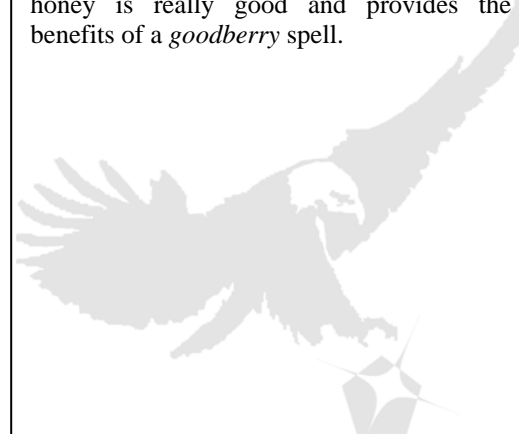 honey is really good and provides the
benefits of a goodberry spell.